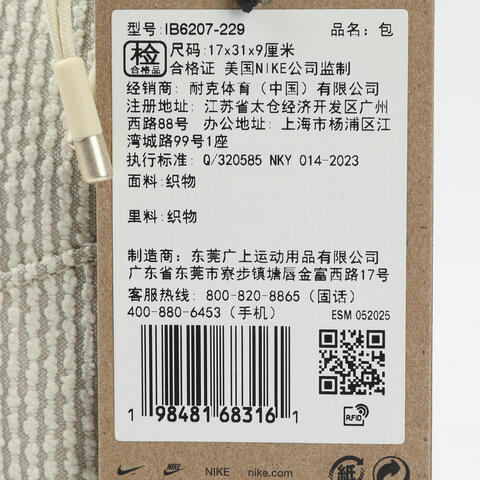 型号: IB6207-229 品名: 包
检 合格品 尺码: 17x31x9厘米
合格证 美国NIKE公司监制
经销商: 耐克体育（中国）有限公司
注册地址: 江苏省太仓经济开发区广州
西路88号 办公地址: 上海市杨浦区江
湾城路99号1座
执行标准: Q/320585 NKY 014-2023
面料: 织物
里料: 织物
制造商: 东莞广上运动用品有限公司
广东省东莞市寮步镇塘唇金富西路17号
客服热线: 800-820-8865（固话）
400-880-6453（手机）
ESM 052025
1 98481 68316 1
RFID
NIKE nike.com 紙